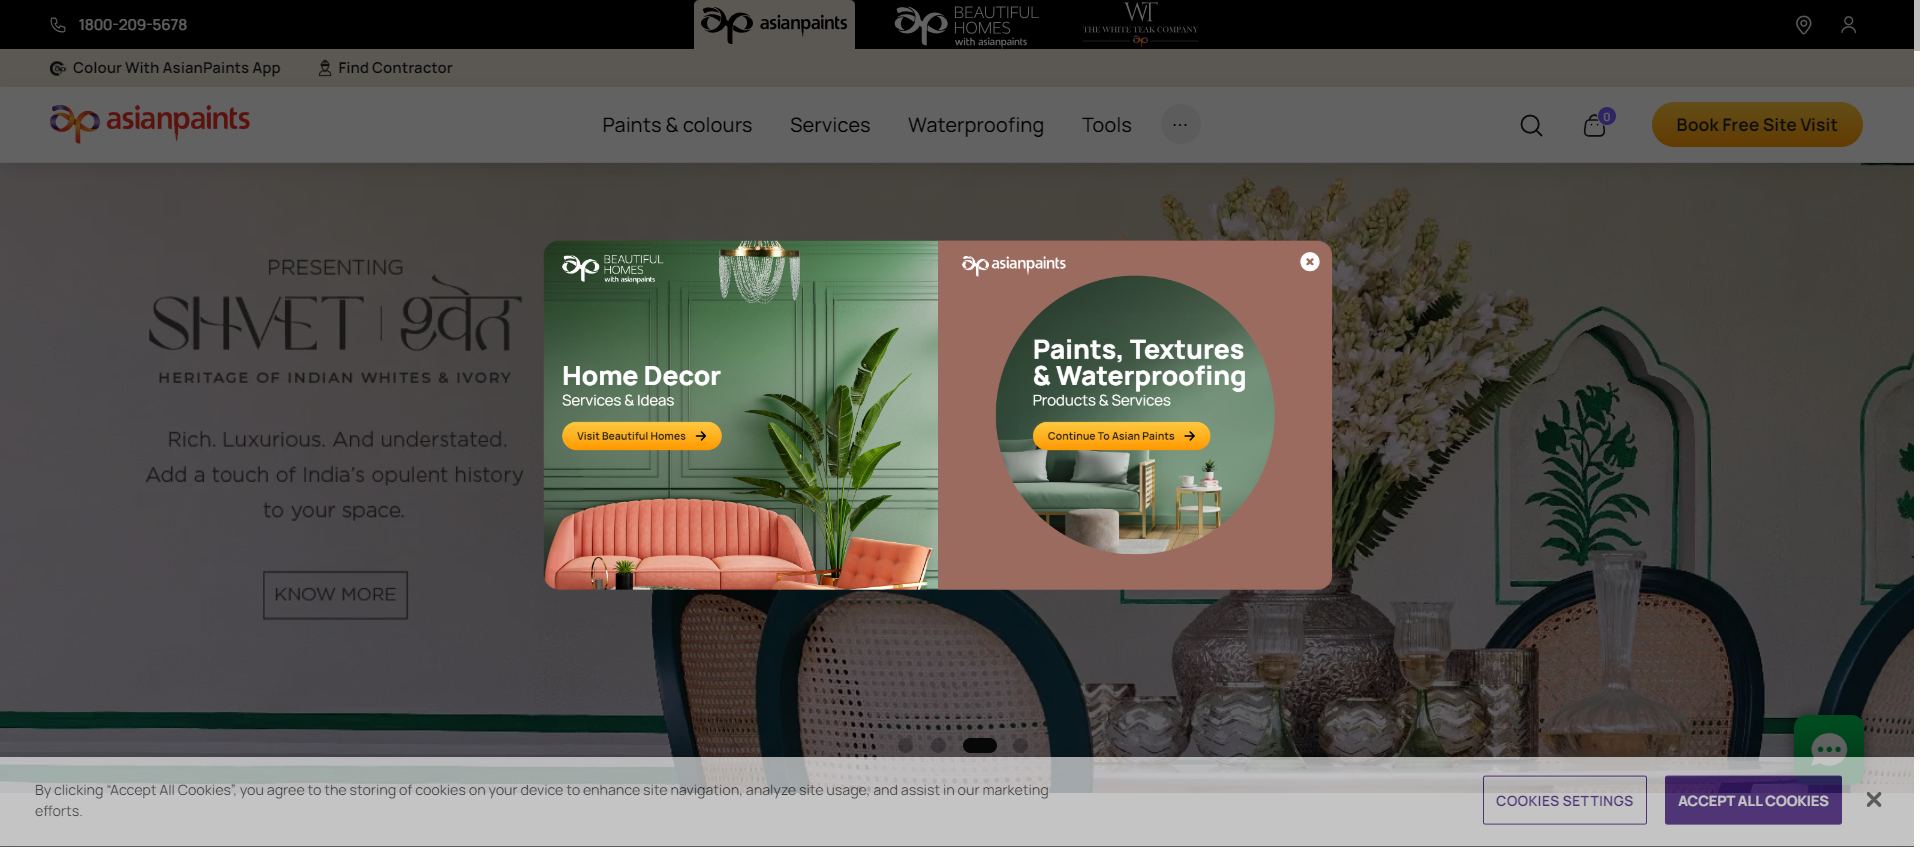 1800-209-5678
asianpaints
BEAUTIFUL
HOMES
with asianpaints
WT
THE WHITE TEAK COMPANY
Colour With AsianPaints App
Find Contractor
asianpaints
Paints & colours
Services
Waterproofing
Tools
...
0
Book Free Site Visit
PRESENTING
SHVET | श्वेत
HERITAGE OF INDIAN WHITES & IVORY
Rich. Luxurious. And understated.
Add a touch of India's opulent history
to your space.
KNOW MORE
BEAUTIFUL
HOMES
with asianpaints
Home Decor
Services & Ideas
Visit Beautiful Homes
asianpaints
Paints, Textures
& Waterproofing
Products & Services
Continue To Asian Paints
By clicking “Accept All Cookies”, you agree to the storing of cookies on your device to enhance site navigation, analyze site usage, and assist in our marketing
efforts.
COOKIES SETTINGS
ACCEPT ALL COOKIES